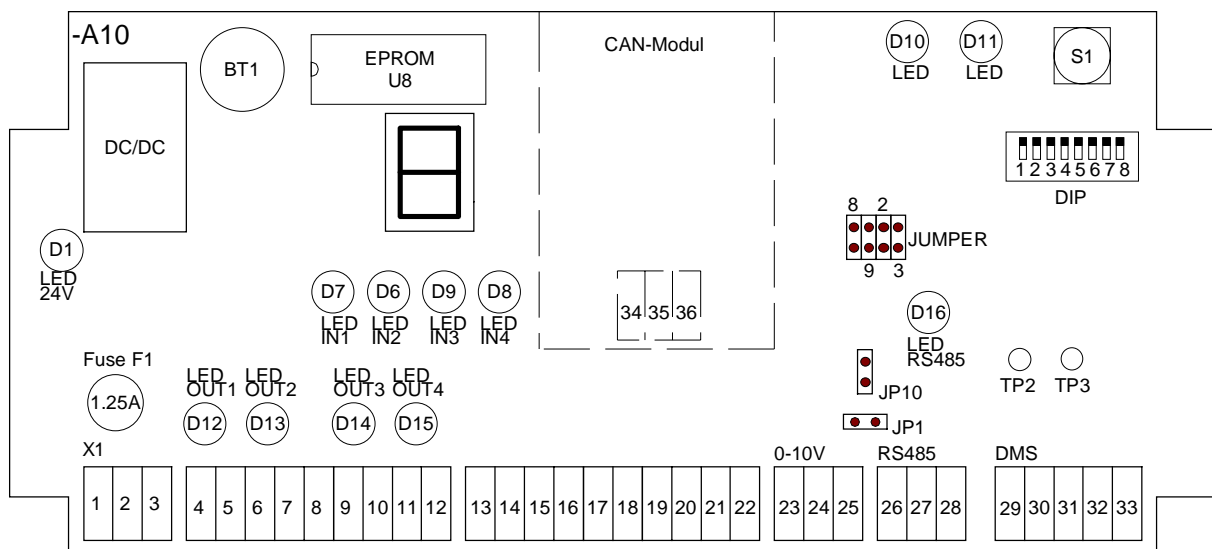 -A10
BT1
EPROM
U8
CAN-Modul
D10
LED
D11
LED
S1
DC/DC
1 2 3 4 5 6 7 8
DIP
8 2
JUMPER
9 3
D1
LED
24V
D7
LED
IN1
D6
LED
IN2
D9
LED
IN3
D8
LED
IN4
34 35 36
D16
LED
RS485
Fuse F1
1.25A
LED
OUT1
D12
LED
OUT2
D13
LED
OUT3
D14
LED
OUT4
D15
JP10
JP1
TP2
TP3
X1
0-10V
RS485
DMS
1 2 3
4 5 6 7 8 9 10 11 12
13 14 15 16 17 18 19 20 21 22
23 24 25
26 27 28
29 30 31 32 33